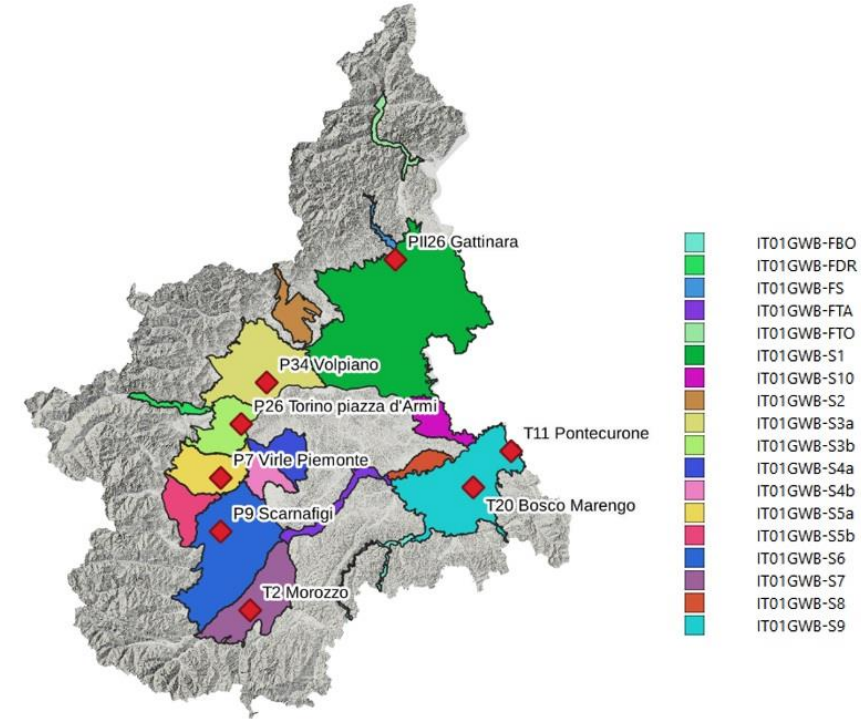 PII26 Gattinara
P34 Volpiano
P26 Torino piazza d'Armi
T11 Pontecurone
P7 Virle Piemonte
T20 Bosco Marengo
P9 Scarnafigi
T2 Morozzo
IT01GWB-FBO
IT01GWB-FDR
IT01GWB-FS
IT01GWB-FTA
IT01GWB-FTO
IT01GWB-S1
IT01GWB-S10
IT01GWB-S2
IT01GWB-S3a
IT01GWB-S3b
IT01GWB-S4a
IT01GWB-S4b
IT01GWB-S5a
IT01GWB-S5b
IT01GWB-S6
IT01GWB-S7
IT01GWB-S8
IT01GWB-S9